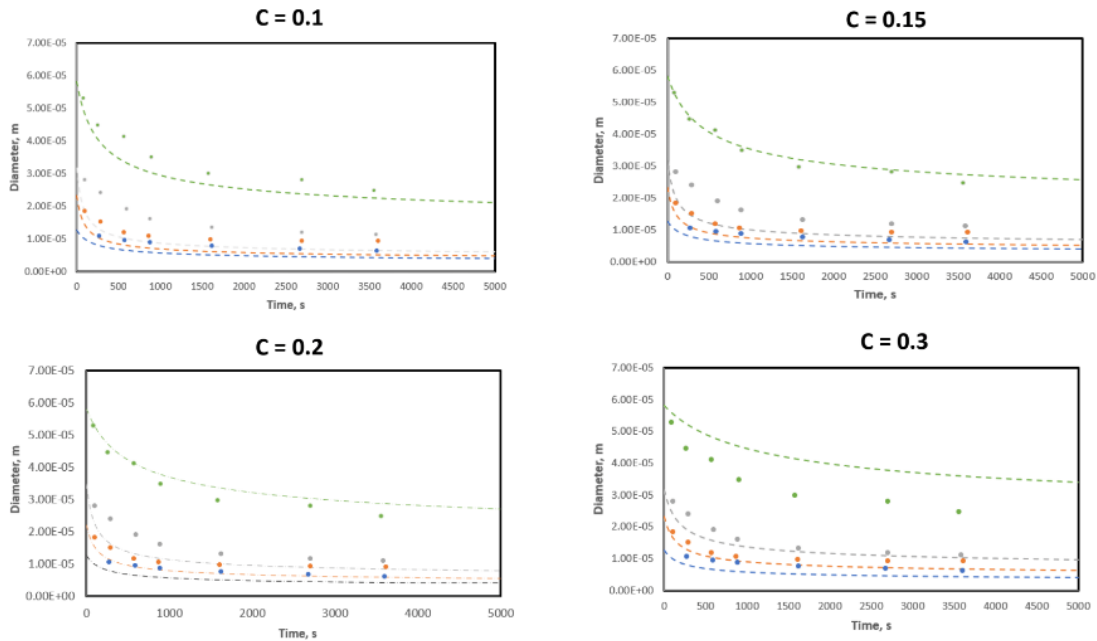 C = 0.1
7.00E-05
6.00E-05
5.00E-05
4.00E-05
3.00E-05
2.00E-05
1.00E-05
0.00E+00
Diameter, m
0 500 1000 1500 2000 2500 3000 3500 4000 4500 5000
Time, s
C = 0.15
7.00E-05
6.00E-05
5.00E-05
4.00E-05
3.00E-05
2.00E-05
1.00E-05
0.00E+00
Diameter, m
0 500 1000 1500 2000 2500 3000 3500 4000 4500 5000
Time, s
C = 0.2
7.00E-05
6.00E-05
5.00E-05
4.00E-05
3.00E-05
2.00E-05
1.00E-05
0.00E+00
Diameter, m
0 1000 2000 3000 4000 5000
Time, s
C = 0.3
7.00E-05
6.00E-05
5.00E-05
4.00E-05
3.00E-05
2.00E-05
1.00E-05
0.00E+00
Diameter, m
0 500 1000 1500 2000 2500 3000 3500 4000 4500 5000
Time, s